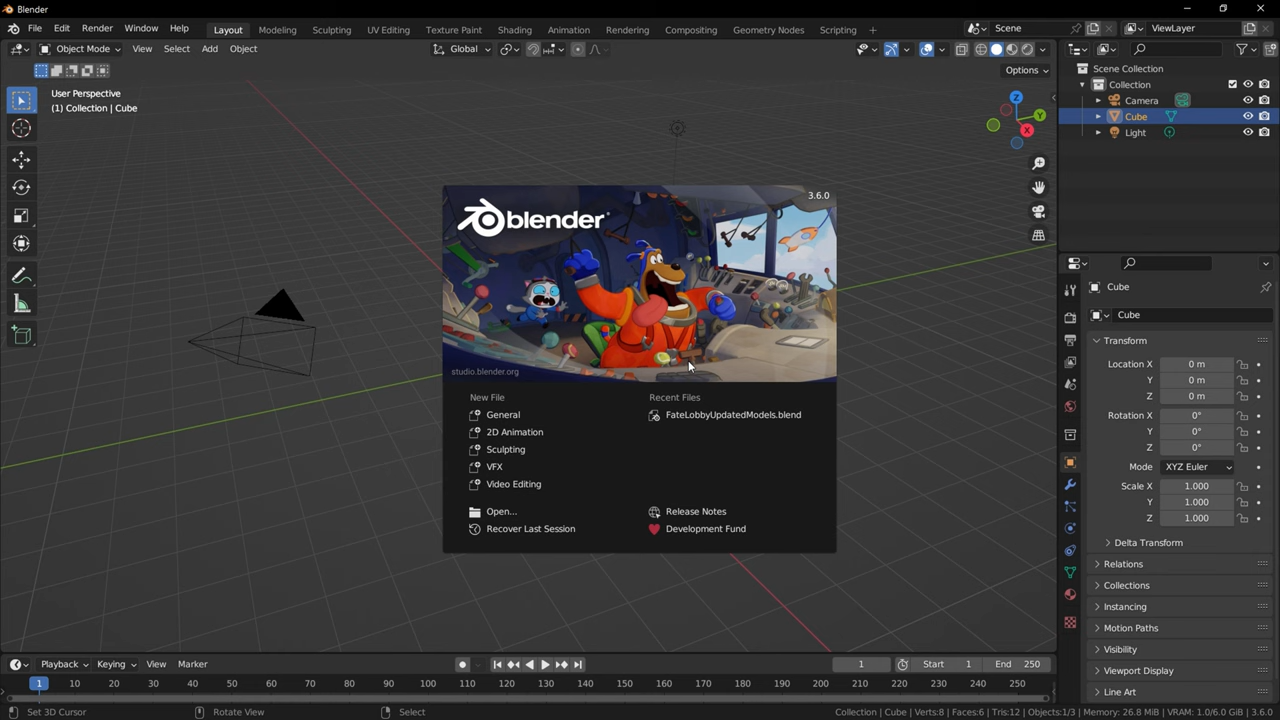 Blender
File Edit Render Window Help Layout Modeling Sculpting UV Editing Texture Paint Shading Animation Rendering Compositing Geometry Nodes Scripting + Scene ViewLayer
Object Mode View Select Add Object Global
Options
User Perspective
(1) Collection | Cube
Z
Y
X
Scene Collection
Collection
Camera
Cube
Light
3.6.0
blender
studio.blender.org
New File
General
2D Animation
Sculpting
VFX
Video Editing
Open...
Recover Last Session
Recent Files
FateLobbyUpdatedModels.blend
Release Notes
Development Fund
Cube
Cube
Transform
Location X 0 m
Y 0 m
Z 0 m
Rotation X 0°
Y 0°
Z 0°
Mode XYZ Euler
Scale X 1.000
Y 1.000
Z 1.000
Delta Transform
Relations
Collections
Instancing
Motion Paths
Visibility
Viewport Display
Line Art
Playback Keying View Marker 1 Start 1 End 250
1 10 20 30 40 50 60 70 80 90 100 110 120 130 140 150 160 170 180 190 200 210 220 230 240 250
Set 3D Cursor Rotate View Select Collection | Cube | Verts:8 | Faces:6 | Tris:12 | Objects:1/3 | Memory: 26.8 MiB | VRAM: 1.0/6.0 GiB | 3.6.0